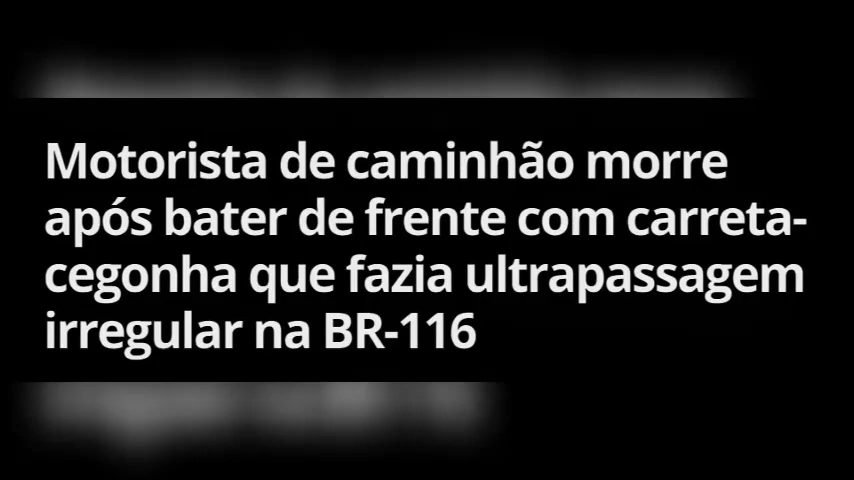 Motorista de caminhão morre
após bater de frente com carreta-
cegonha que fazia ultrapassagem
irregular na BR-116